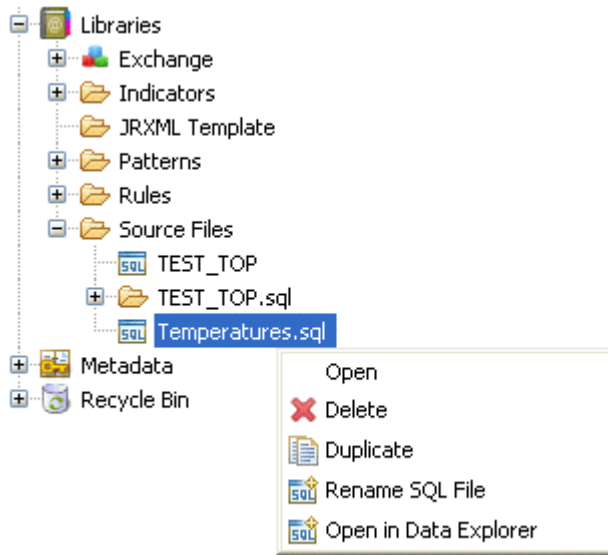 Libraries
Exchange
Indicators
JRXML Template
Patterns
Rules
Source Files
TEST_TOP
TEST_TOP.sql
Temperatures.sql
Metadata
Recycle Bin
Open
Delete
Duplicate
Rename SQL File
Open in Data Explorer